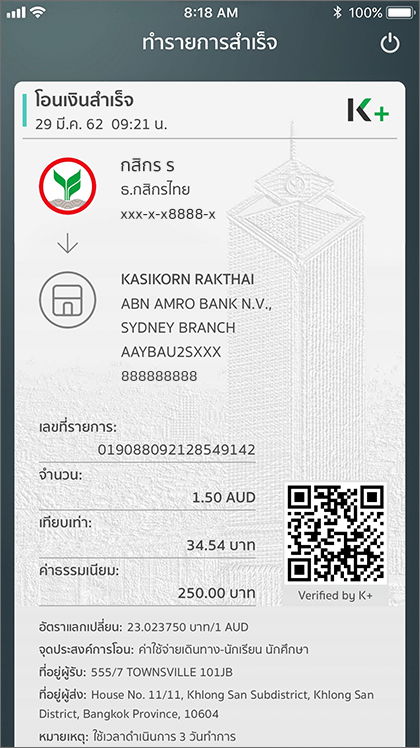 8:18 AM
100%
ทำรายการสำเร็จ
โอนเงินสำเร็จ
29 มี.ค. 62 09:21 น.
K+
กสิกร ร
ธ.กสิกรไทย
xxx-x-x8888-x
KASIKORN RAKTHAI
ABN AMRO BANK N.V.,
SYDNEY BRANCH
AAYBAU2SXXX
888888888
เลขที่รายการ:
019088092128549142
จำนวน:
1.50 AUD
เทียบเท่า:
34.54 บาท
ค่าธรรมเนียม:
250.00 บาท
Verified by K+
อัตราแลกเปลี่ยน: 23.023750 บาท/1 AUD
จุดประสงค์การโอน: ค่าใช้จ่ายเดินทาง-นักเรียน นักศึกษา
ที่อยู่ผู้รับ: 555/7 TOWNSVILLE 101JB
ที่อยู่ผู้ส่ง: House No. 11/11, Khlong San Subdistrict, Khlong San
District, Bangkok Province, 10604
หมายเหตุ: ใช้เวลาดำเนินการ 3 วันทำการ